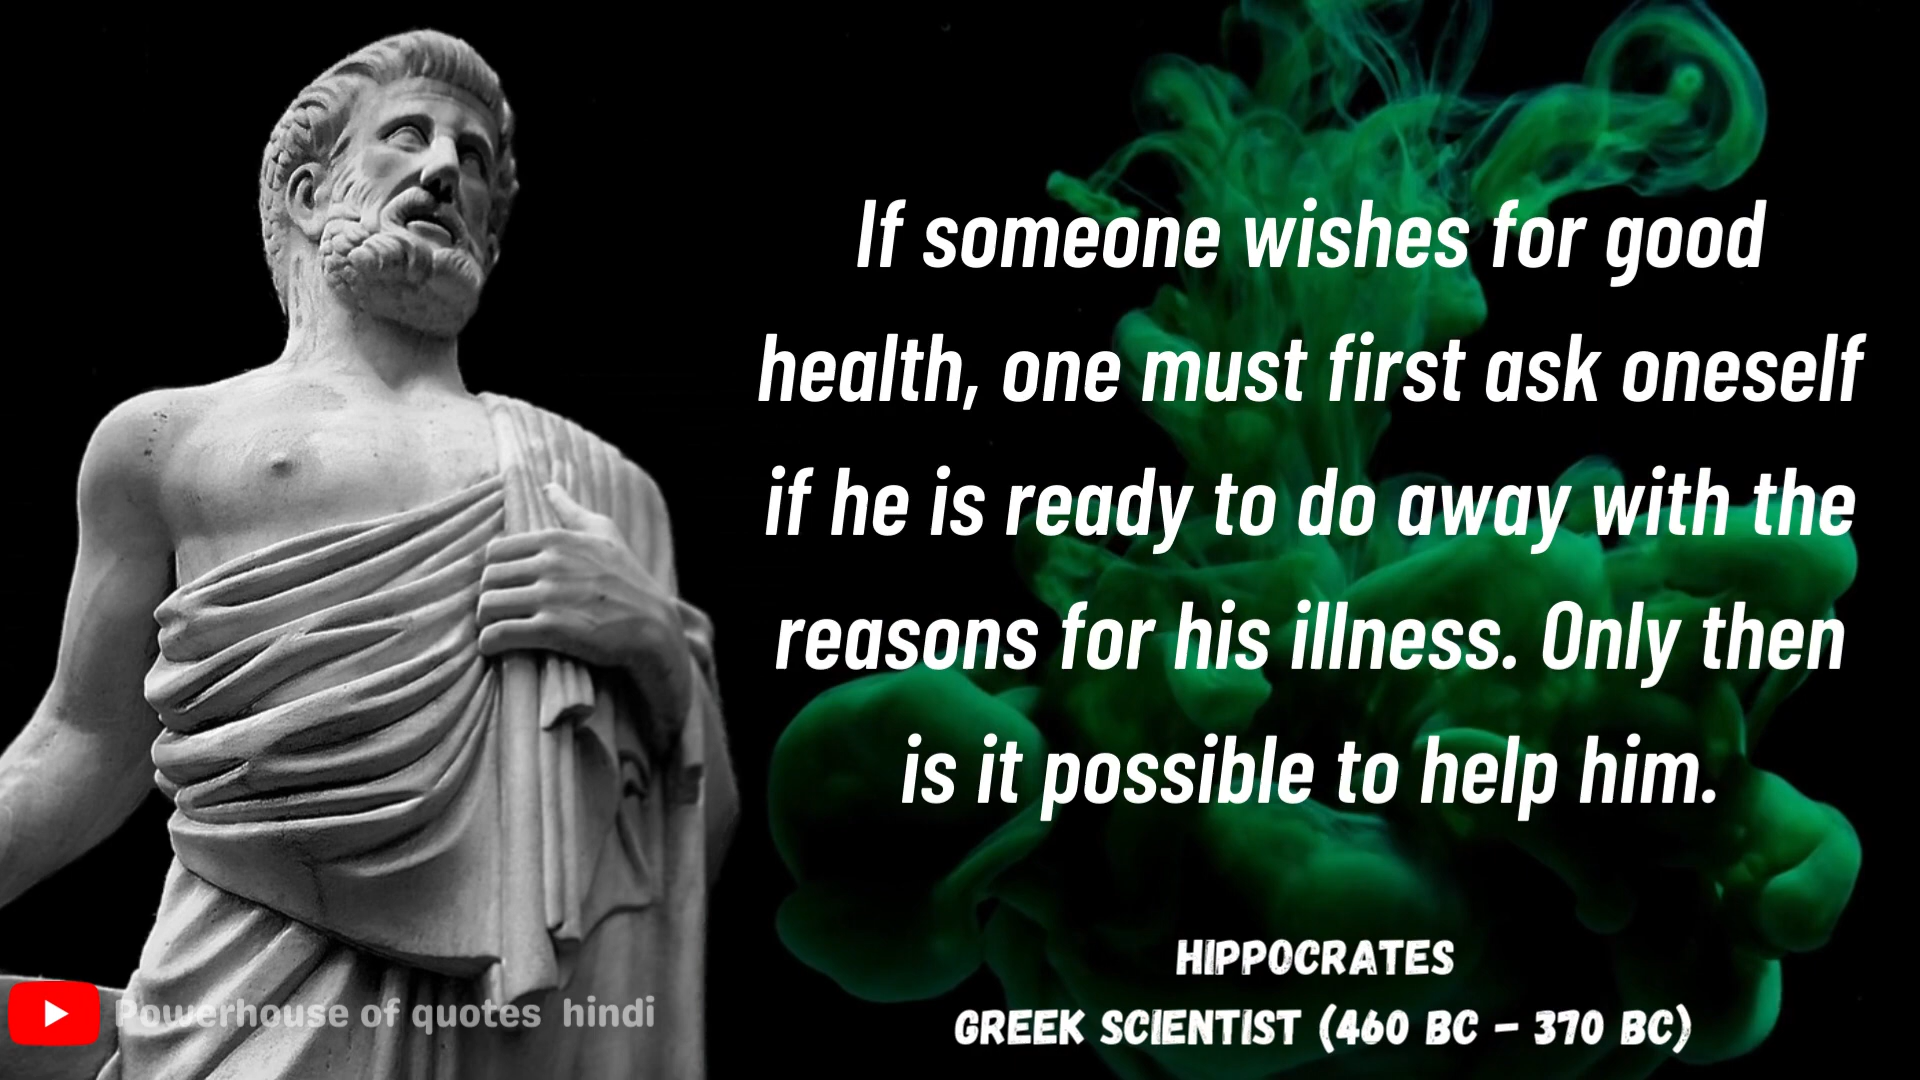 If someone wishes for good
health, one must first ask oneself
if he is ready to do away with the
reasons for his illness. Only then
is it possible to help him.
HIPPOCRATES
GREEK SCIENTIST (460 BC – 370 BC)
Powerhouse of quotes hindi